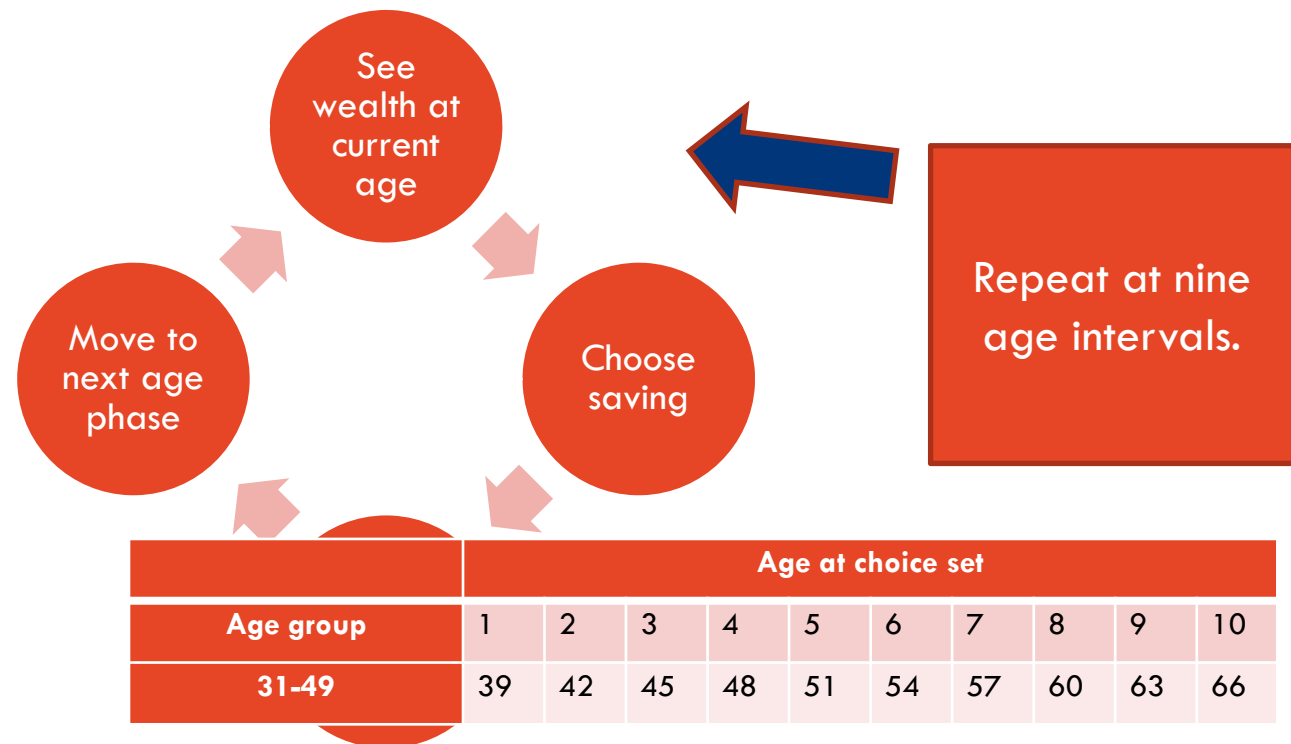 See
wealth at
current
age
Choose
saving
Move to
next age
phase
Repeat at nine
age intervals.
Age at choice set
Age group 1 2 3 4 5 6 7 8 9 10
31-49 39 42 45 48 51 54 57 60 63 66